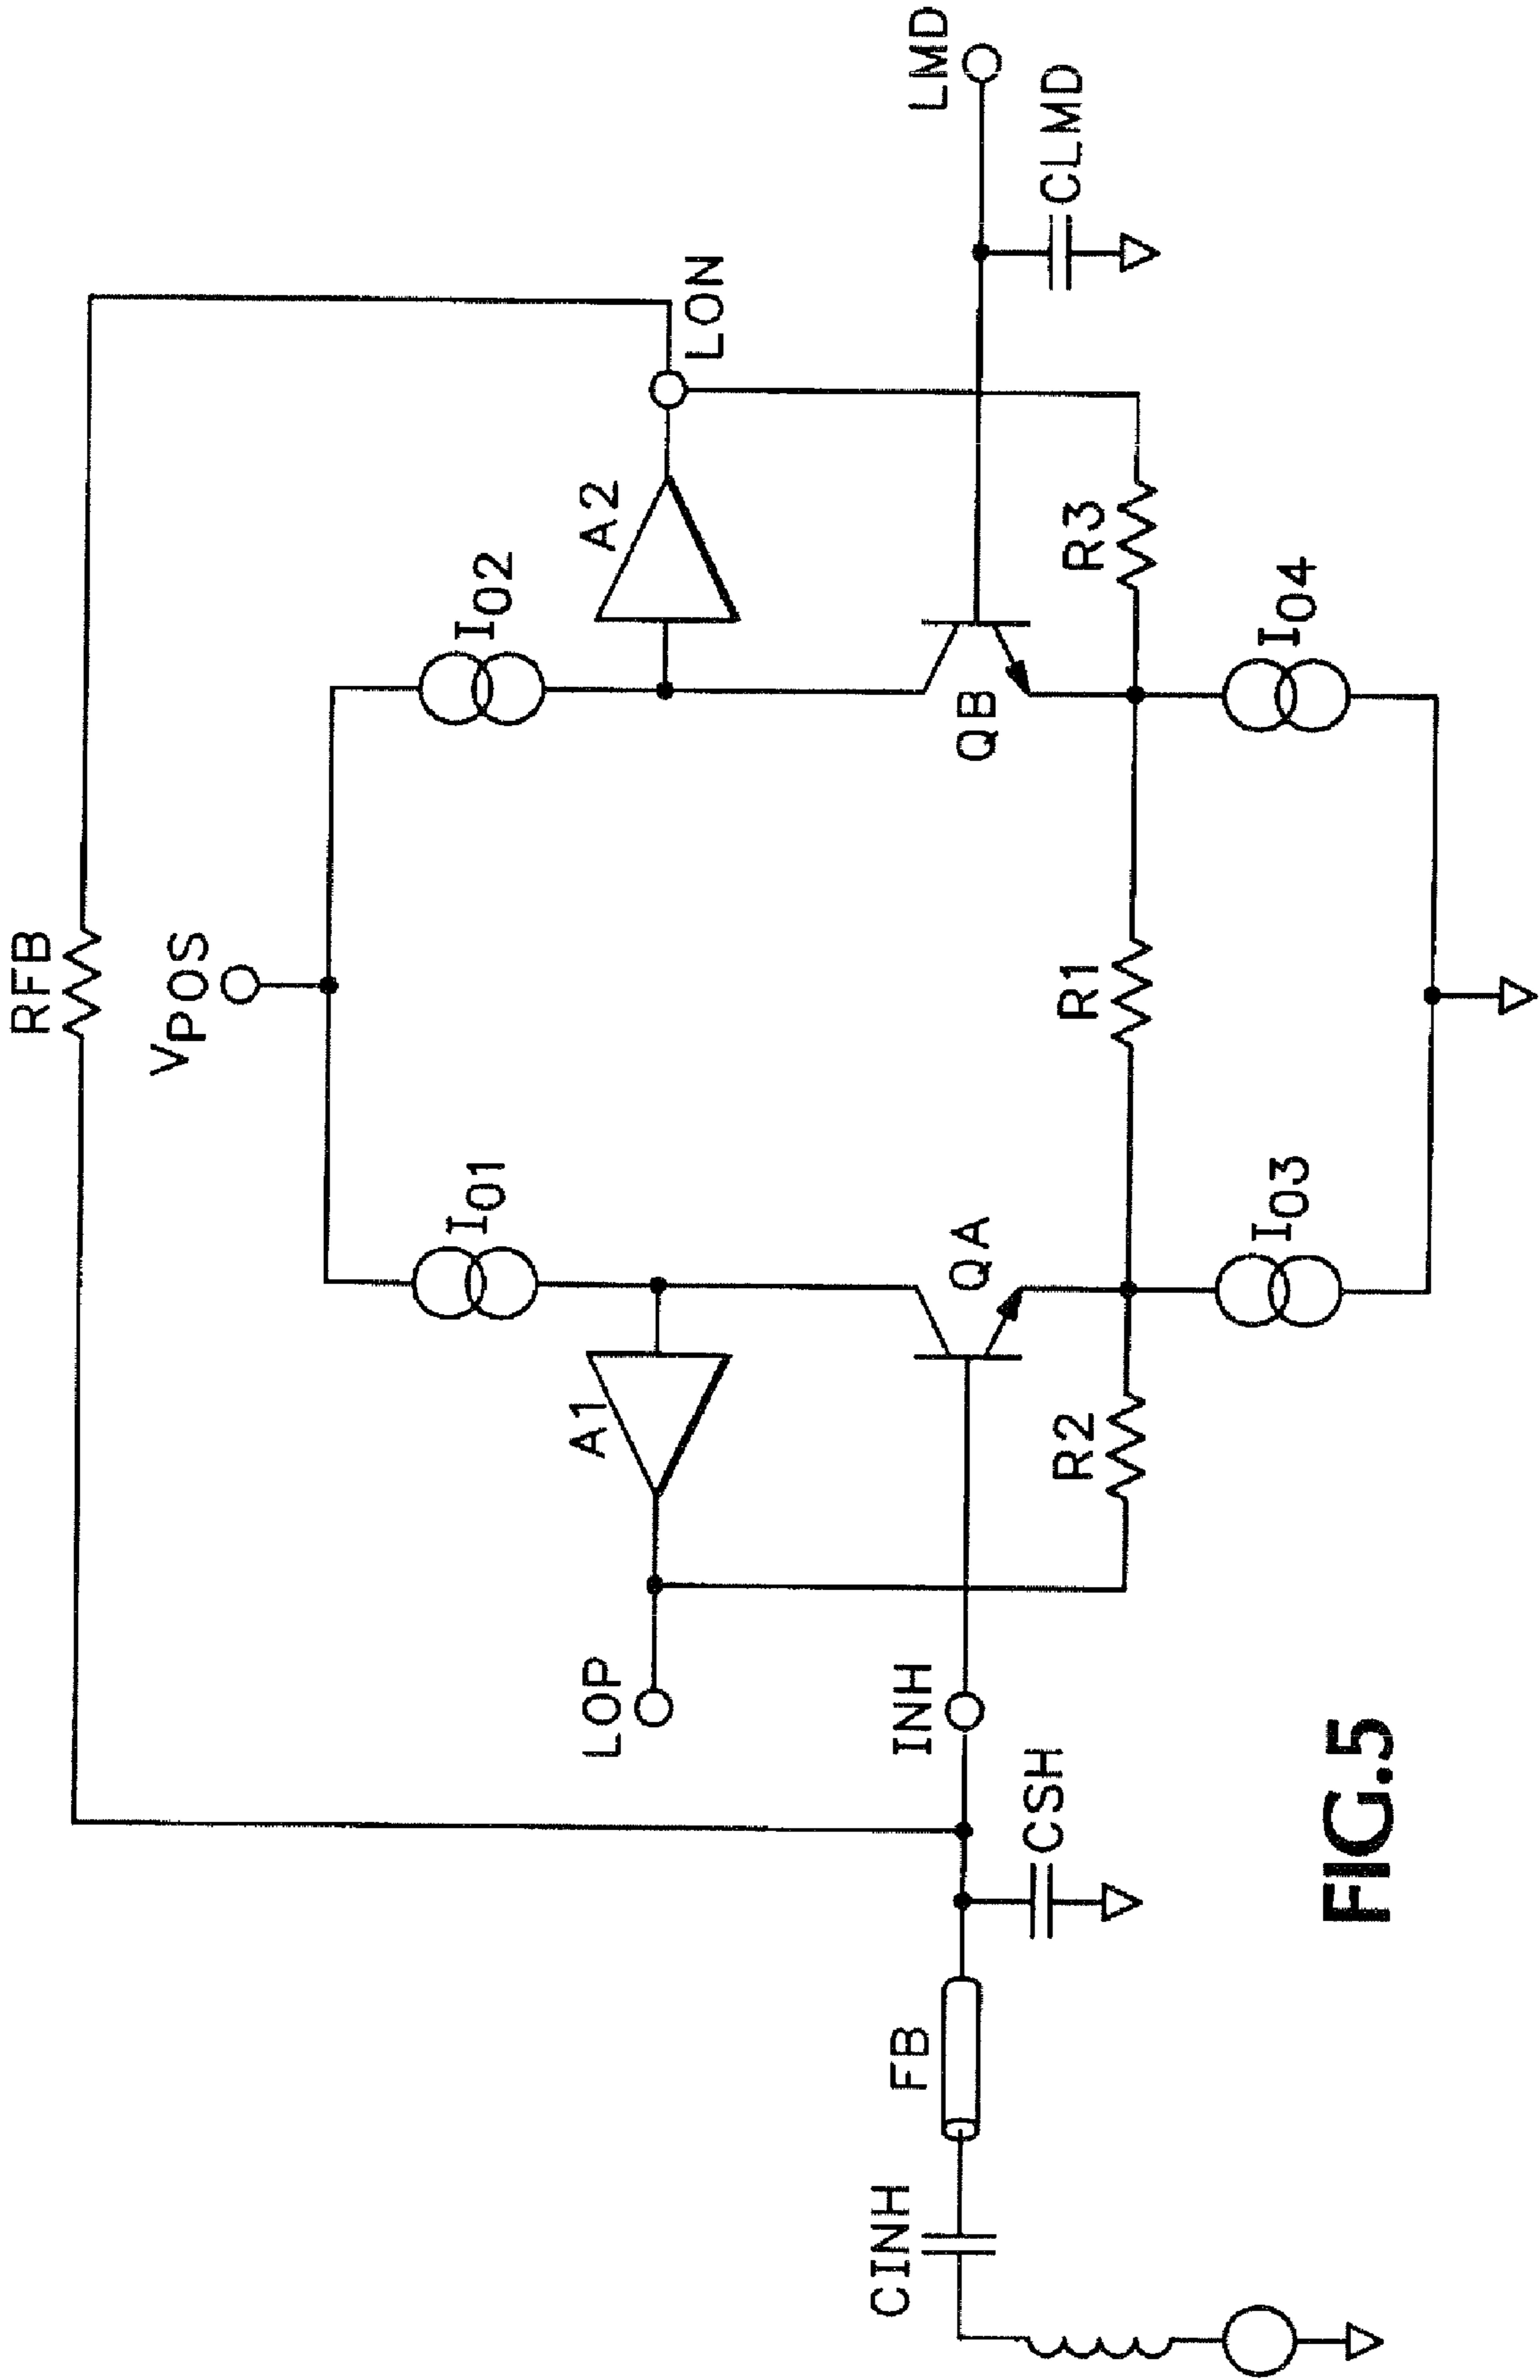 RFB
VPOS
I01
I02
A1
A2
LOP
LON
LMD
INH
QA
QB
CINH
FB
CSH
CLMD
R2
R1
R3
I03
I04
FIG.5